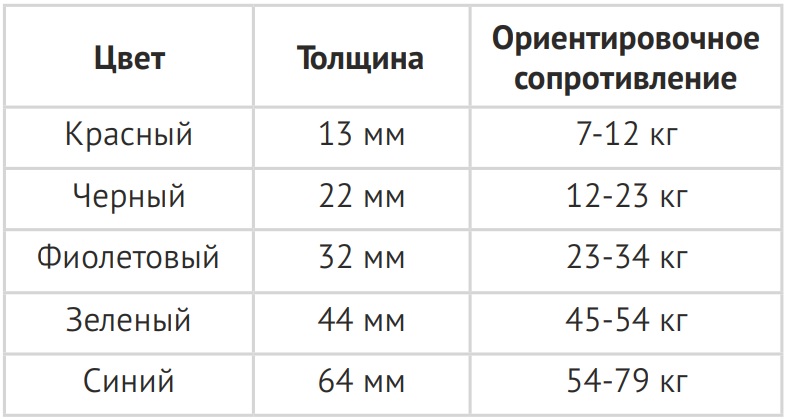 Цвет Толщина Ориентировочное
сопротивление
Красный 13 мм 7-12 кг
Черный 22 мм 12-23 кг
Фиолетовый 32 мм 23-34 кг
Зеленый 44 мм 45-54 кг
Синий 64 мм 54-79 кг